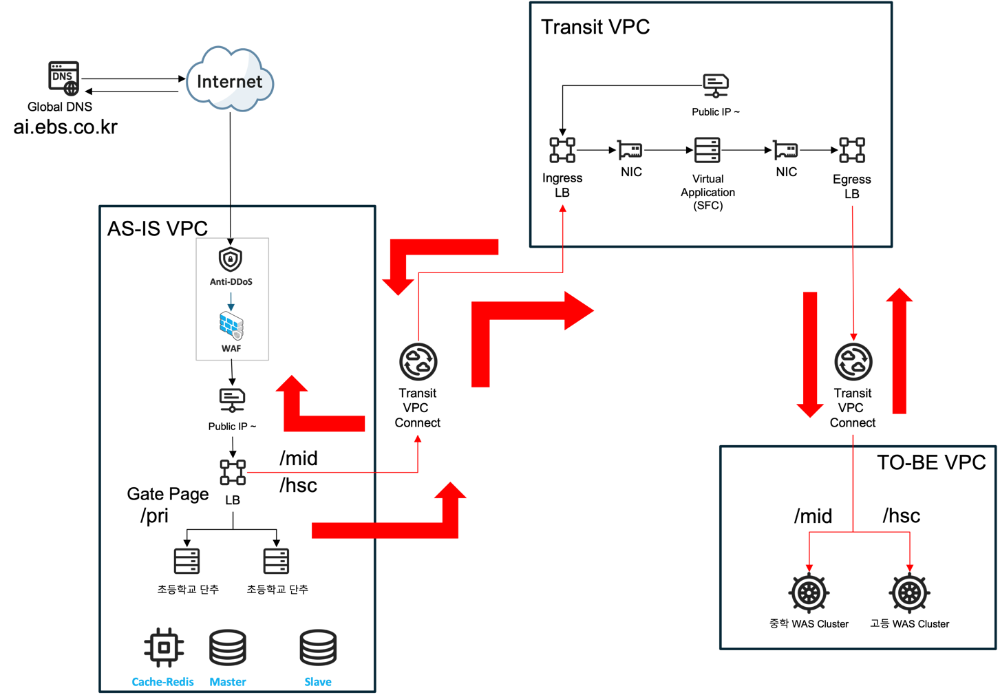 Transit VPC
DNS
Internet
Global DNS
ai.ebs.co.kr
Public IP ~
Ingress
LB
NIC
Virtual
Application
(SFC)
NIC
Egress
LB
AS-IS VPC
Anti-DDoS
WAF
Public IP ~
LB
/mid
/hsc
Gate Page
/pri
초등학교 단추
초등학교 단추
Cache-Redis
Master
Slave
Transit
VPC
Connect
Transit
VPC
Connect
TO-BE VPC
/mid
/hsc
중학 WAS Cluster
고등 WAS Cluster